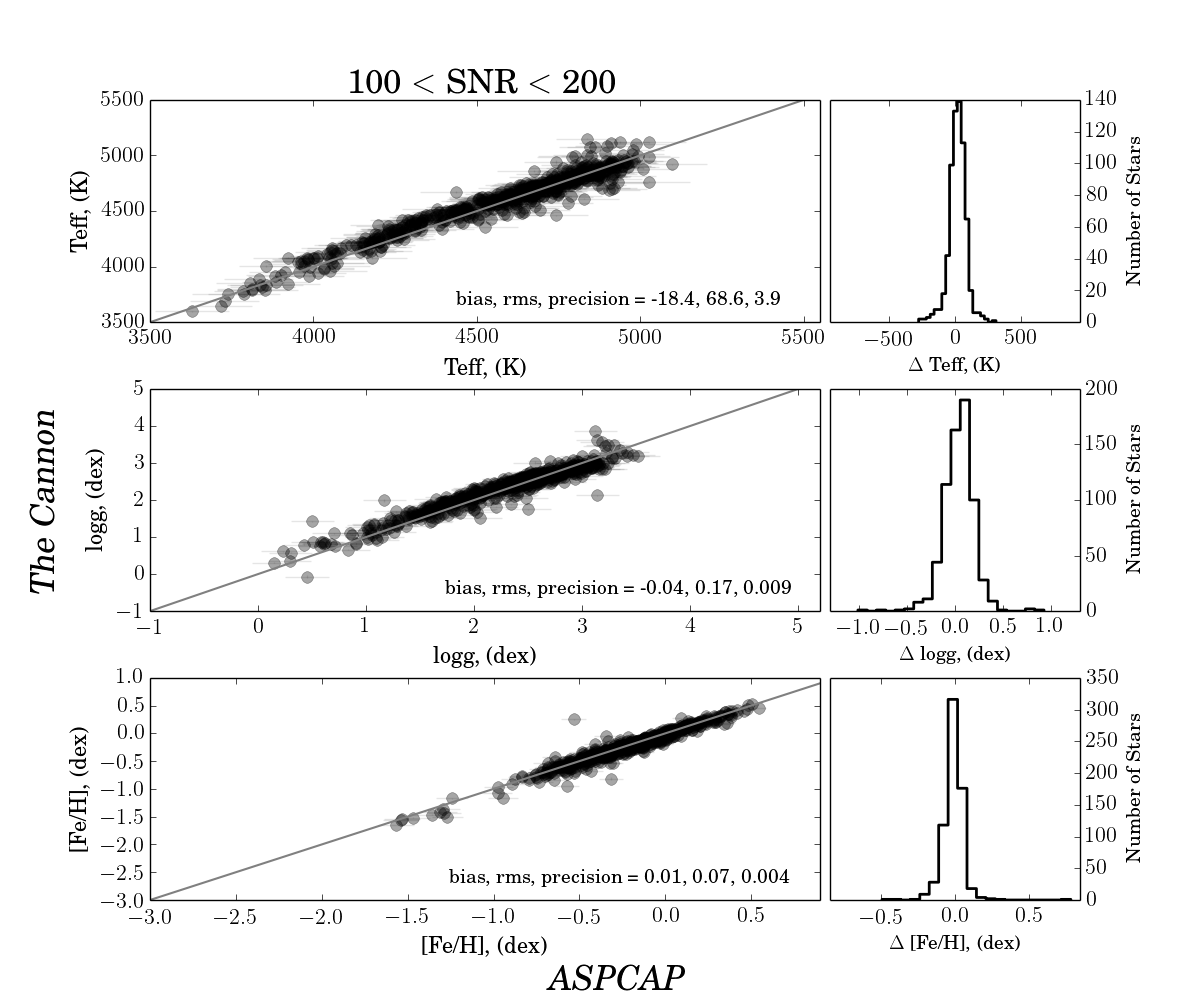 100 < SNR < 200
5500
5000
4500
4000
3500
Teff, (K)
bias, rms, precision = -18.4, 68.6, 3.9
3500 4000 4500 5000 5500
Teff, (K)
140
120
100
80
60
40
20
0
Number of Stars
−500 0 500
Δ Teff, (K)
The Cannon
5
4
3
2
1
0
−1
logg, (dex)
bias, rms, precision = -0.04, 0.17, 0.009
−1 0 1 2 3 4 5
logg, (dex)
200
150
100
50
0
Number of Stars
−1.0 −0.5 0.0 0.5 1.0
Δ logg, (dex)
1.0
0.5
0.0
−0.5
−1.0
−1.5
−2.0
−2.5
−3.0
[Fe/H], (dex)
bias, rms, precision = 0.01, 0.07, 0.004
−3.0 −2.5 −2.0 −1.5 −1.0 −0.5 0.0 0.5
[Fe/H], (dex)
350
300
250
200
150
100
50
0
Number of Stars
−0.5 0.0 0.5
Δ [Fe/H], (dex)
ASPCAP